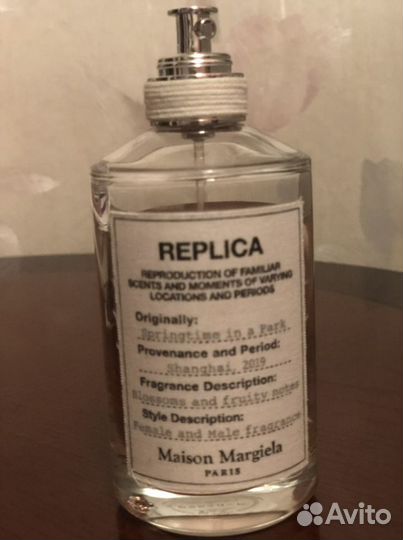 REPLICA
REPRODUCTION OF FAMILIAR
SCENTS AND MOMENTS OF VARYING
LOCATIONS AND PERIODS
Originally:
Springtime in a Park
Provenance and Period:
Shanghai, 2019
Fragrance Description:
Blossoms and fruity notes
Style Description:
Female and Male fragrance
Maison Margiela
PARIS
Avito